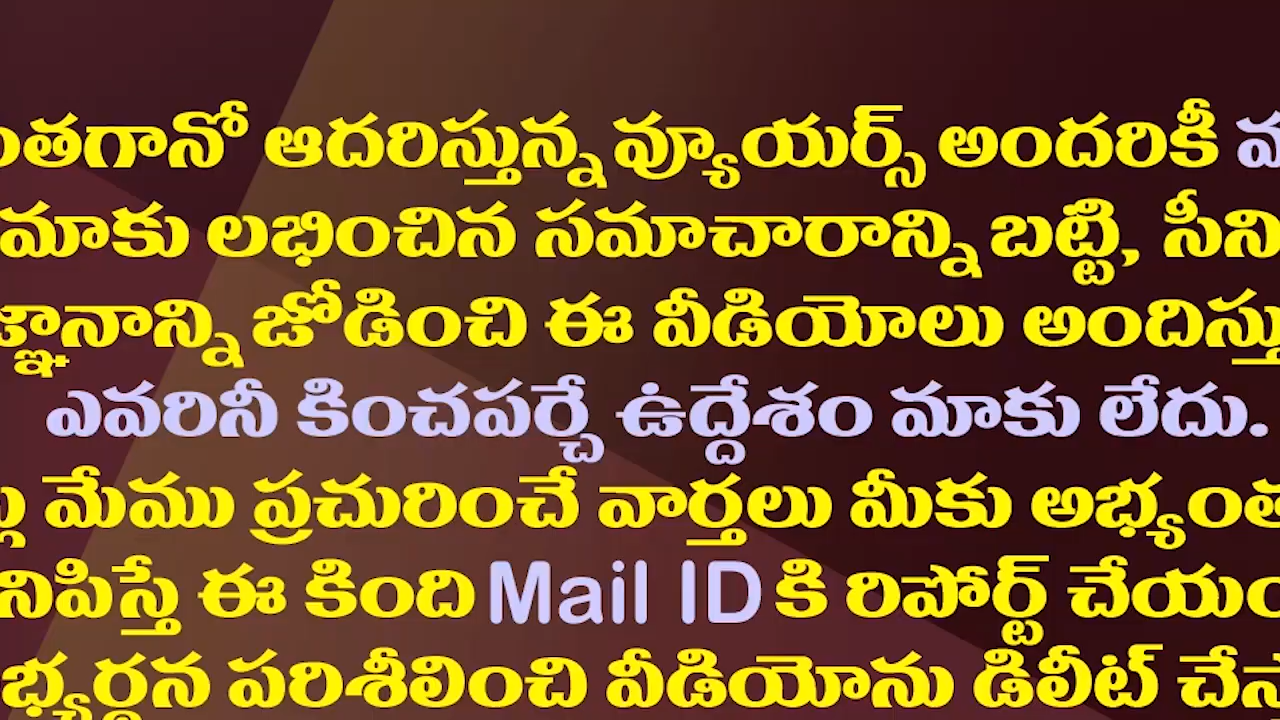 ంతగానో ఆదరిస్తున్న వ్యూయర్స్ అందరికీ
మాకు లభించిన సమాచారాన్ని బట్టి, సీని
జ్ఞానాన్ని జోడించి ఈ వీడియోలు అందిస్తు
ఎవరినీ కించపర్చే ఉద్దేశం మాకు లేదు.
మేము ప్రచురించే వార్తలు మీకు అభ్యంత
నిపిస్తే ఈ కింది Mail ID కి రిపోర్ట్ చేయం
భ్యర్థన పరిశీలించి వీడియోను డిలీట్ చేస